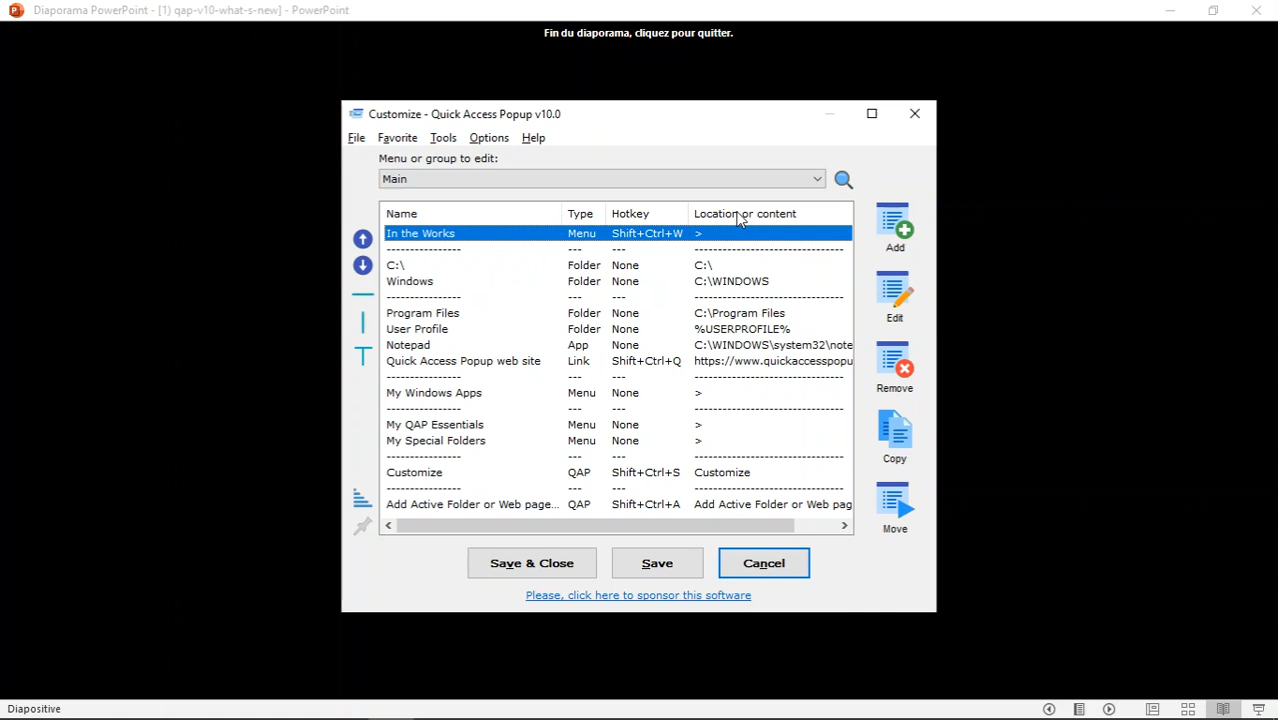 Diaporama PowerPoint - [1] qap-v10-what-s-new] - PowerPoint
Fin du diaporama, cliquez pour quitter.
Customize - Quick Access Popup v10.0
File Favorite Tools Options Help
Menu or group to edit:
Main
Name Type Hotkey Location or content
In the Works Menu Shift+Ctrl+W >
---------------- --- --- --------------------------------
C:\ Folder None C:\
Windows Folder None C:\WINDOWS
---------------- --- --- --------------------------------
Program Files Folder None C:\Program Files
User Profile Folder None %USERPROFILE%
Notepad App None C:\WINDOWS\system32\note
Quick Access Popup web site Link Shift+Ctrl+Q https://www.quickaccesspopu
---------------- --- --- --------------------------------
My Windows Apps Menu None >
---------------- --- --- --------------------------------
My QAP Essentials Menu None >
My Special Folders Menu None >
---------------- --- --- --------------------------------
Customize QAP Shift+Ctrl+S Customize
---------------- --- --- --------------------------------
Add Active Folder or Web page... QAP Shift+Ctrl+A Add Active Folder or Web pag
Add
Edit
Remove
Copy
Move
Save & Close Save Cancel
Please, click here to sponsor this software
Diapositive